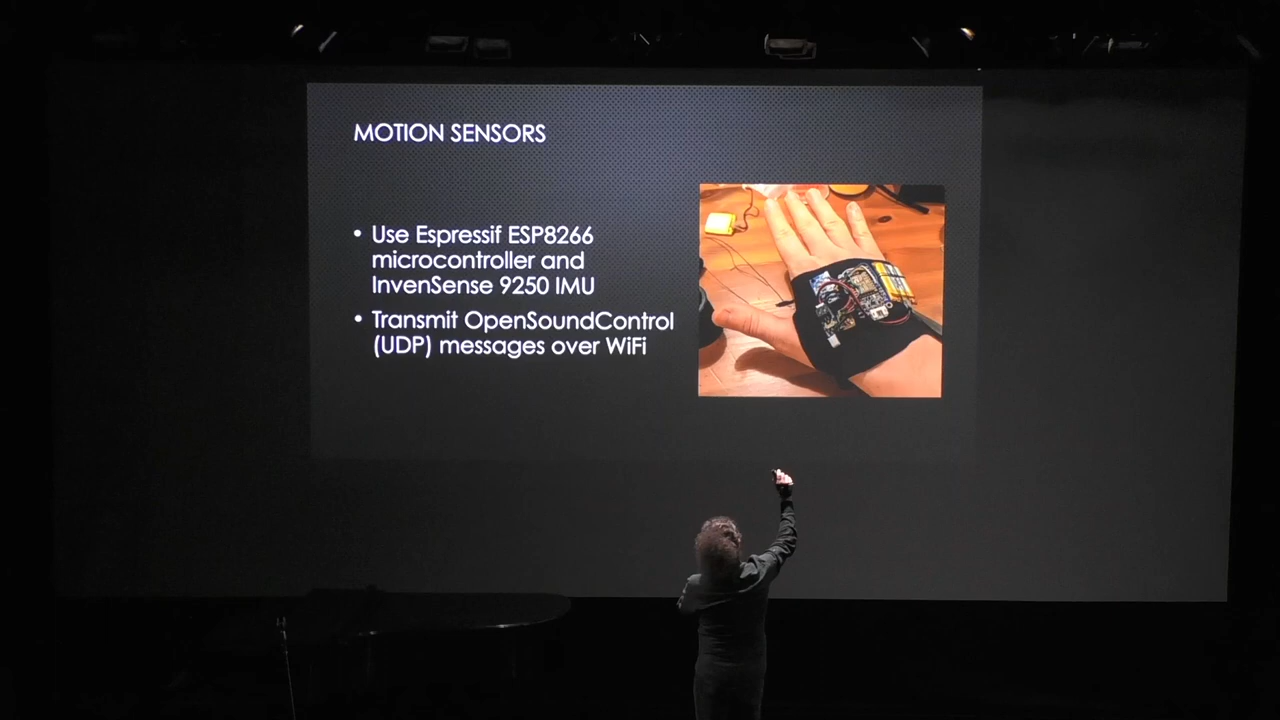 MOTION SENSORS
• Use Espressif ESP8266
microcontroller and
InvenSense 9250 IMU
• Transmit OpenSoundControl
(UDP) messages over WiFi